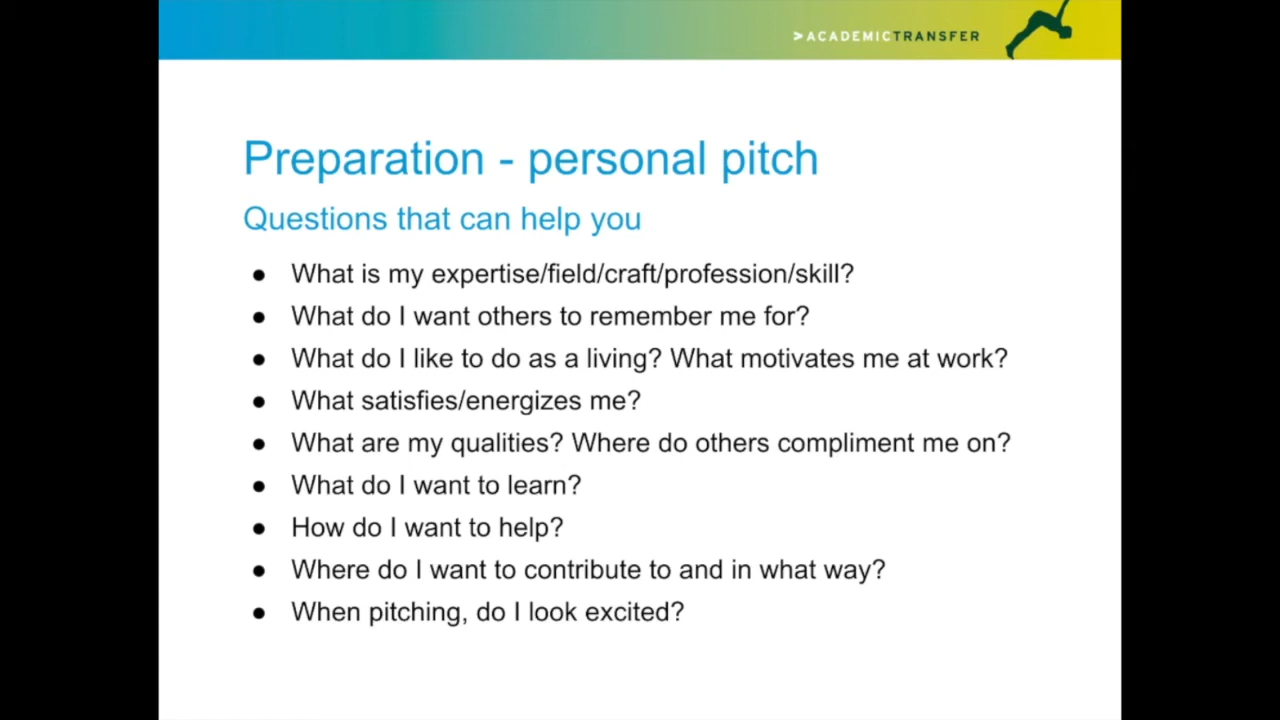 >ACADEMICTRANSFER
Preparation - personal pitch
Questions that can help you
● What is my expertise/field/craft/profession/skill?
● What do I want others to remember me for?
● What do I like to do as a living? What motivates me at work?
● What satisfies/energizes me?
● What are my qualities? Where do others compliment me on?
● What do I want to learn?
● How do I want to help?
● Where do I want to contribute to and in what way?
● When pitching, do I look excited?